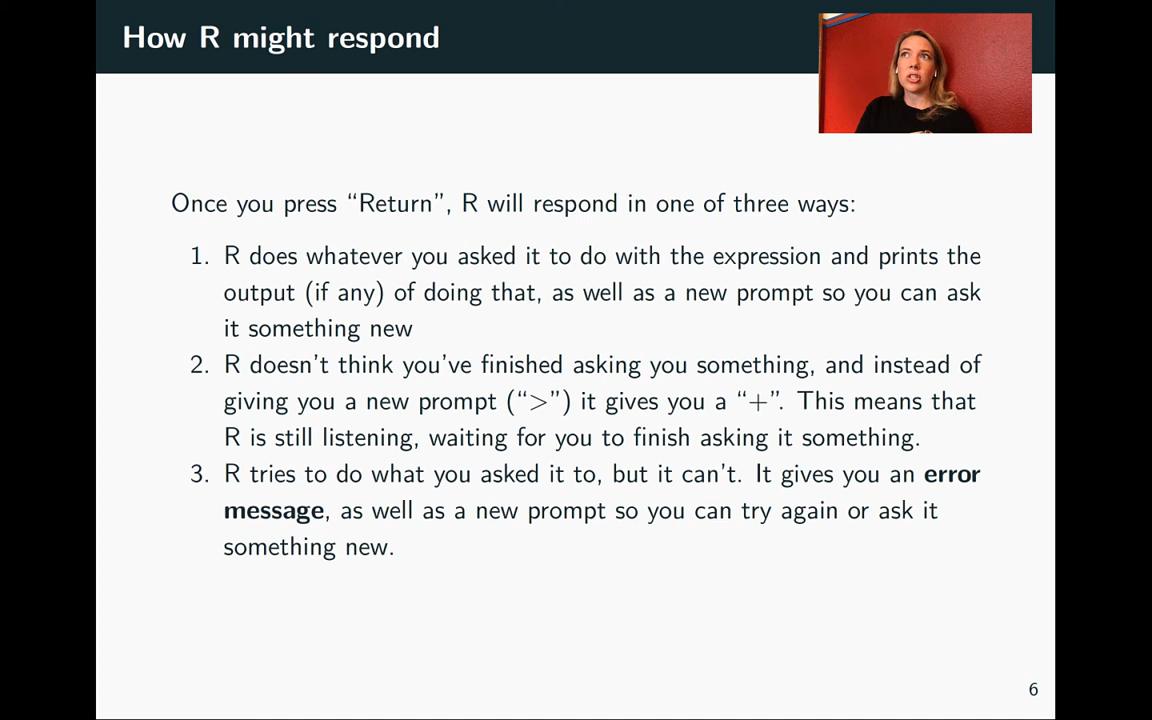 How R might respond
Once you press “Return”, R will respond in one of three ways:
1. R does whatever you asked it to do with the expression and prints the
output (if any) of doing that, as well as a new prompt so you can ask
it something new
2. R doesn’t think you’ve finished asking you something, and instead of
giving you a new prompt (“>”) it gives you a “+”. This means that
R is still listening, waiting for you to finish asking it something.
3. R tries to do what you asked it to, but it can’t. It gives you an error
message, as well as a new prompt so you can try again or ask it
something new.
6